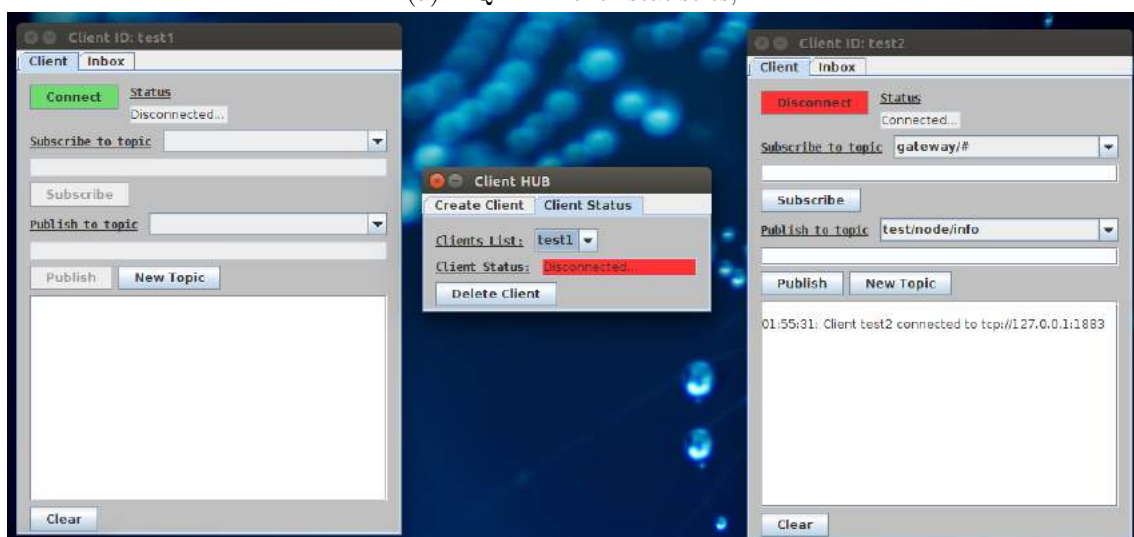 Client ID: test1
Client Inbox
Connect Status
Disconnected...
Subscribe to topic
Subscribe
Publish to topic
Publish New Topic
Clear
Client HUB
Create Client Client Status
Clients List: test1
Client Status: Disconnected...
Delete Client
Client ID: test2
Client Inbox
Disconnect Status
Connected...
Subscribe to topic gateway/#
Subscribe
Publish to topic test/node/info
Publish New Topic
01:55:31: Client test2 connected to tcp://127.0.0.1:1883
Clear